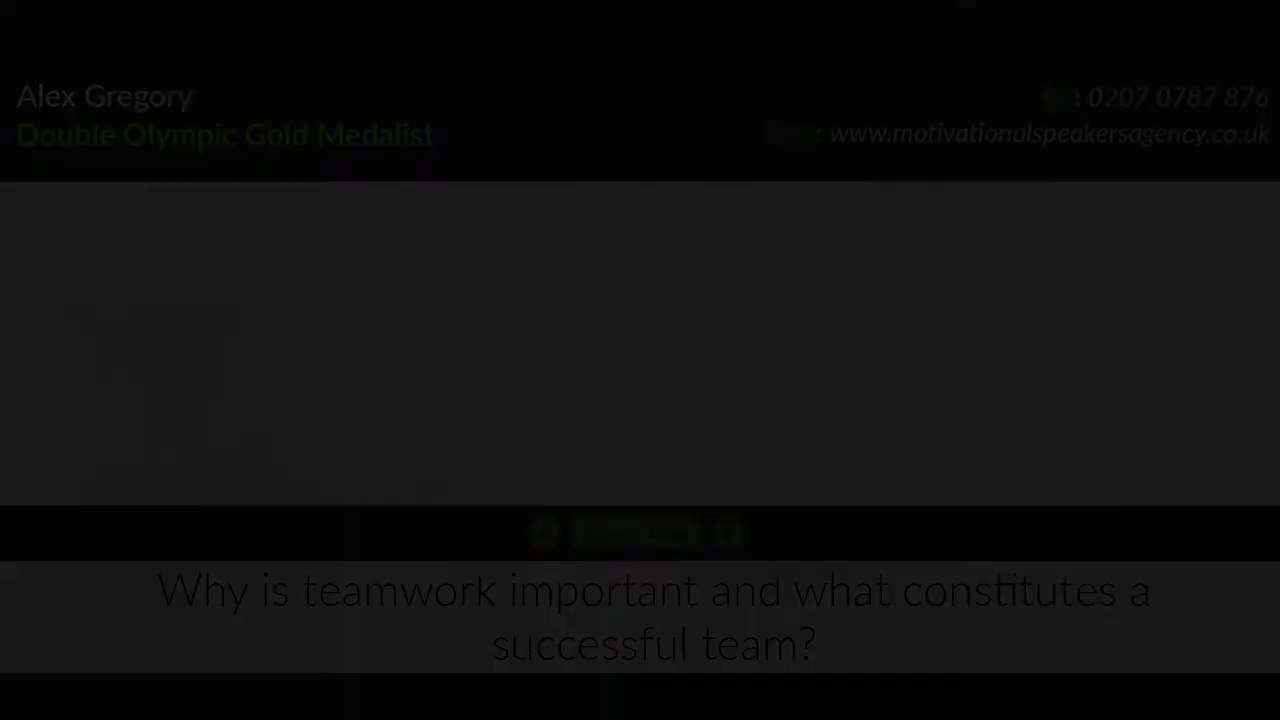 Alex Gregory
Double Olympic Gold Medalist
: 0207 0787 876
: www.motivationalspeakersagency.co.uk
Why is teamwork important and what constitutes a
successful team?